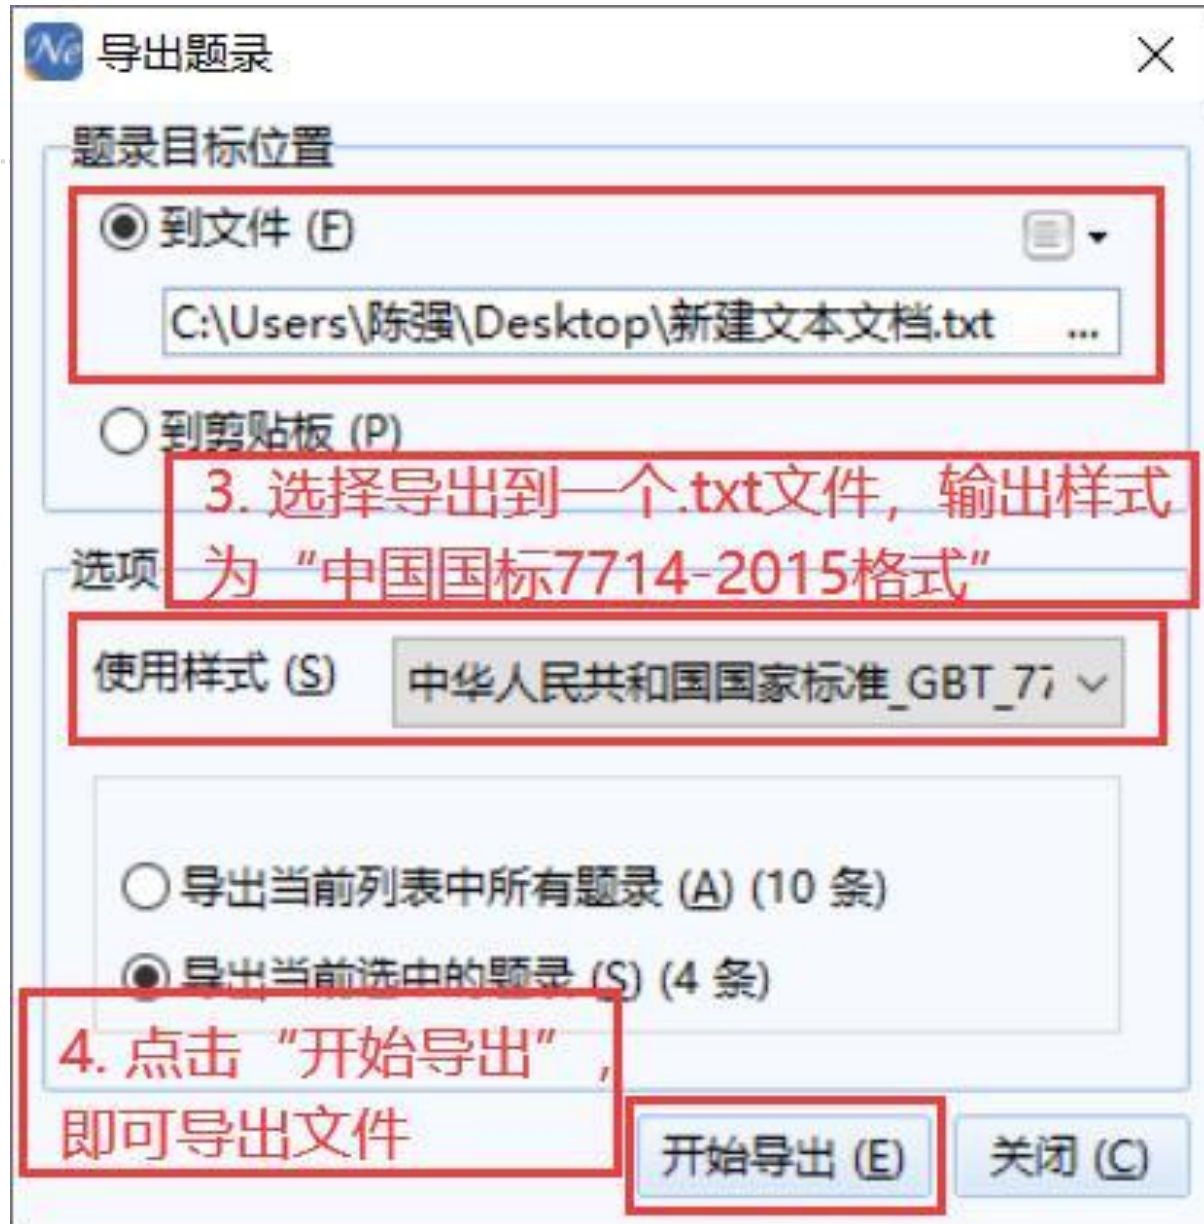 Ne 导出题录
题录目标位置
到文件 (F)
C:\Users\陈强\Desktop\新建文本文档.txt ...
到剪贴板 (P)
3. 选择导出到一个.txt文件，输出样式
为“中国国标7714-2015格式”
选项
使用样式 (S) 中华人民共和国国家标准_GBT_77
导出当前列表中所有题录 (A) (10 条)
导出当前选中的题录 (S) (4 条)
4. 点击“开始导出”，
即可导出文件
开始导出 (E) 关闭 (C)